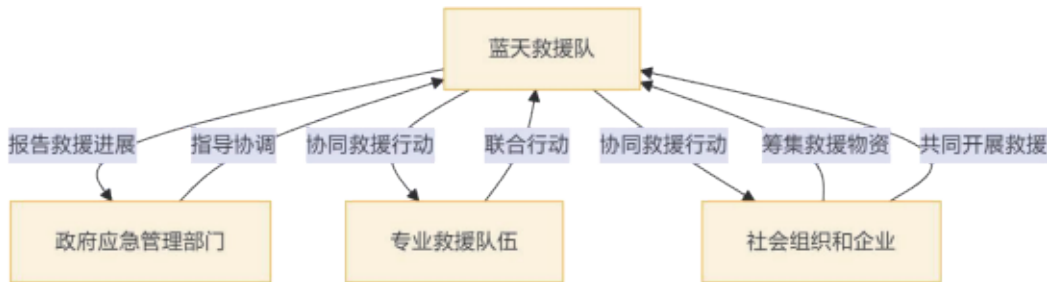 蓝天救援队
报告救援进展
指导协调
协同救援行动
联合行动
协同救援行动
筹集救援物资
共同开展救援
政府应急管理部门
专业救援队伍
社会组织和企业